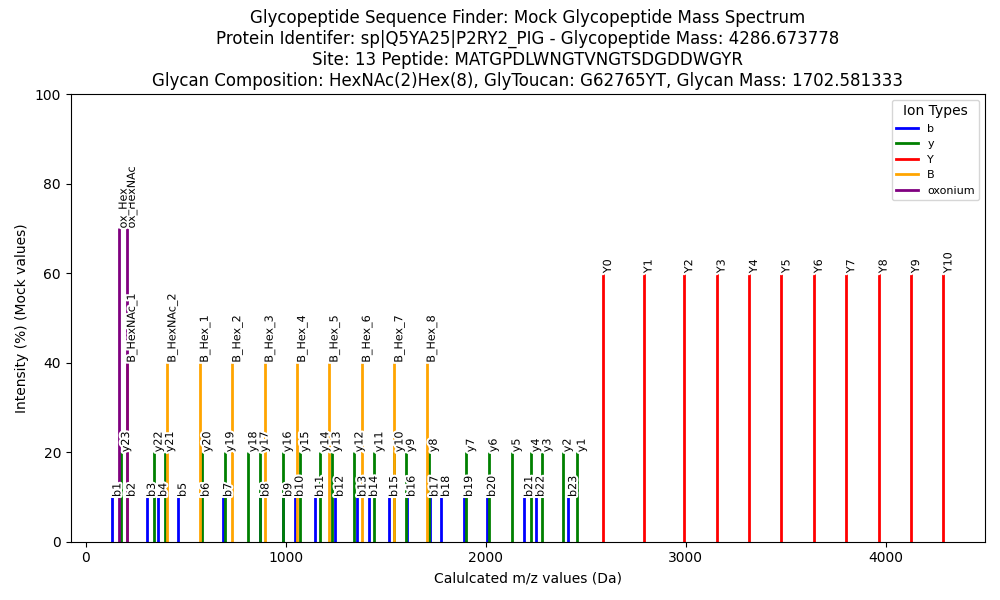 Glycopeptide Sequence Finder: Mock Glycopeptide Mass Spectrum
Protein Identifer: sp|Q5YA25|P2RY2_PIG - Glycopeptide Mass: 4286.673778
Site: 13 Peptide: MATGPDLWNGTVNGTSDGDDWGYR
Glycan Composition: HexNAc(2)Hex(8), GlyToucan: G62765YT, Glycan Mass: 1702.581333
Intensity (%) (Mock values)
100
80
60
40
20
0
Ion Types
b
y
Y
B
oxonium
ox_Hex
ox_HexNAc
Y0
Y1
Y2
Y3
Y4
Y5
Y6
Y7
Y8
Y9
Y10
B_HexNAc_1
B_HexNAc_2
B_Hex_1
B_Hex_2
B_Hex_3
B_Hex_4
B_Hex_5
B_Hex_6
B_Hex_7
B_Hex_8
y23
y22
y21
y20
y19
y18
y17
y16
y15
y14
y13
y12
y11
y10
y9
y8
y7
y6
y5
y4
y3
y2
y1
b1
b2
b3
b4
b5
b6
b7
b8
b9
b10
b11
b12
b13
b14
b15
b16
b17
b18
b19
b20
b21
b22
b23
0
1000
2000
3000
4000
Calulcated m/z values (Da)